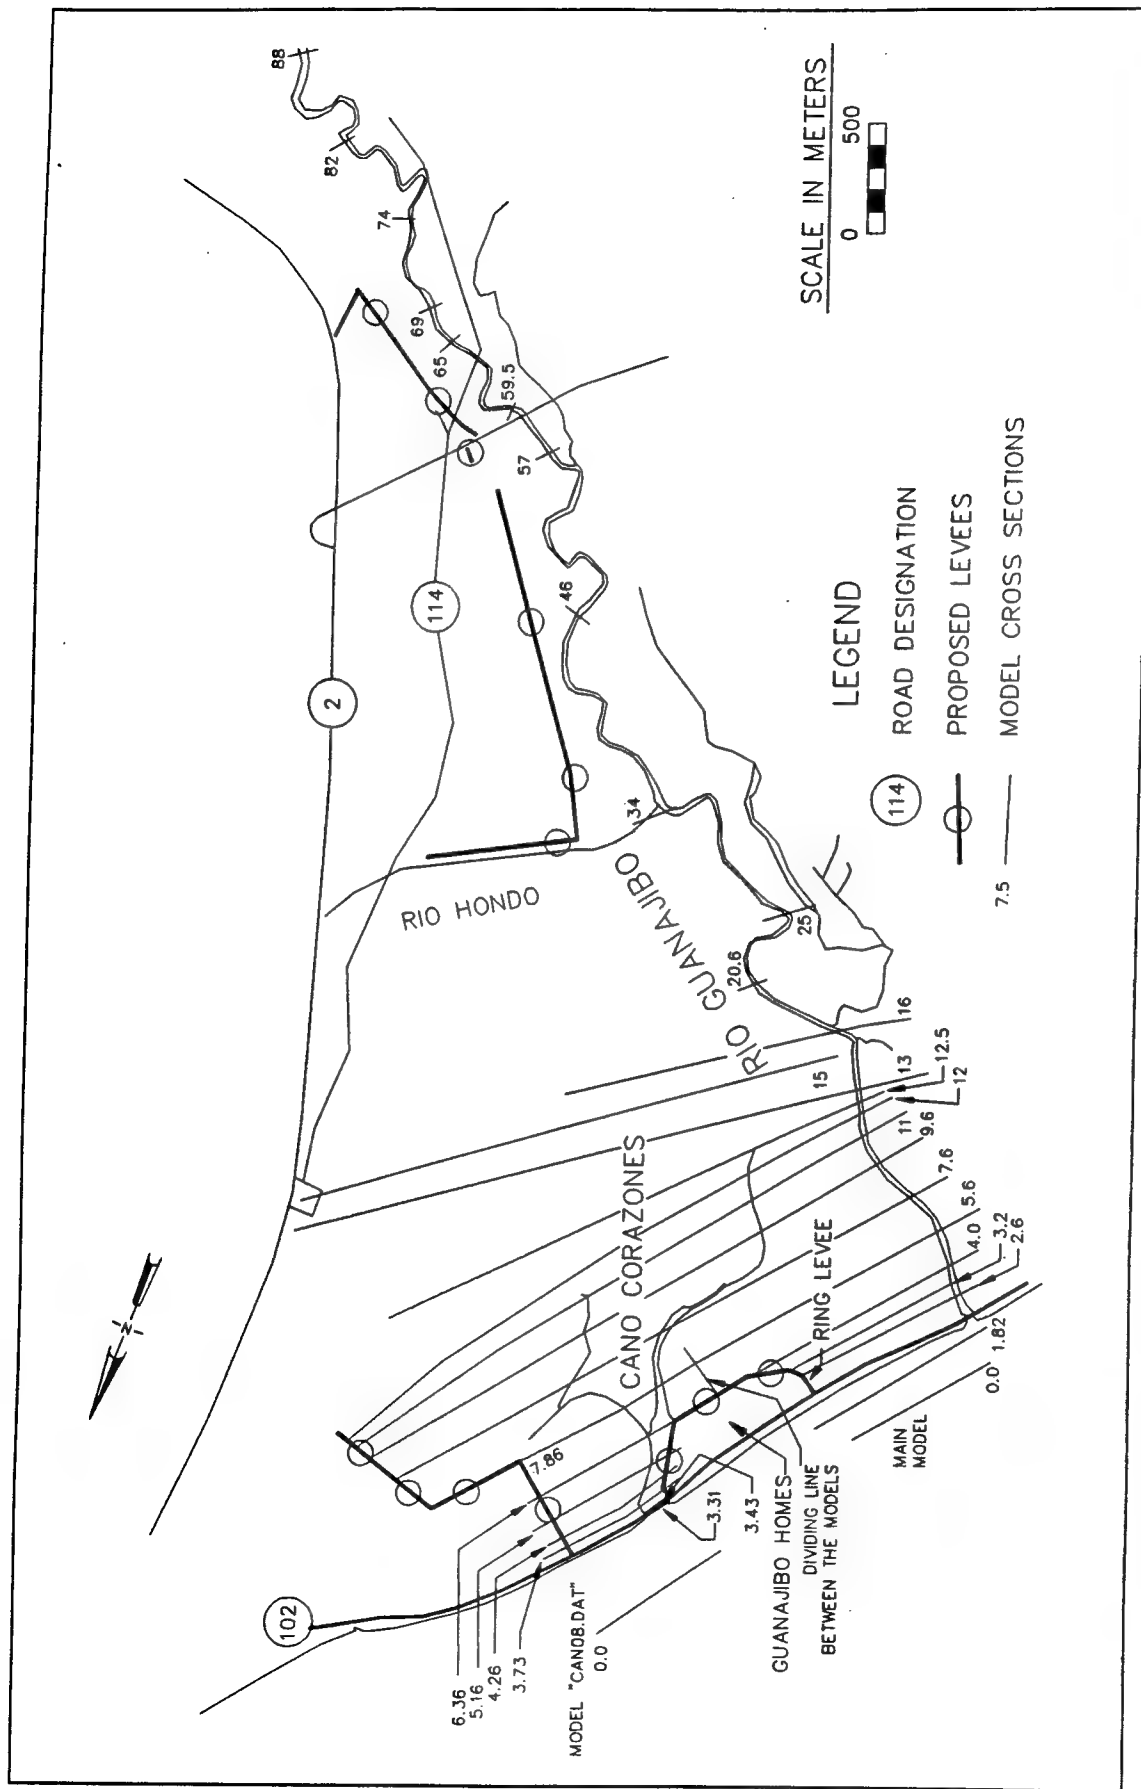 88
82
74
69
65
59.5
57
46
34
25
20.6
16
15
13
12.5
12
11
9.6
7.6
5.6
4.0
3.2
2.6
1.82
0.0
MAIN
MODEL
2
114
102
RIO HONDO
RIO GUANAJIBO
CANO CORAZONES
RING LEVEE
N
7.86
6.36
5.16
4.26
3.73
MODEL "CAN08.DAT"
0.0
3.31
3.43
GUANAJIBO HOMES
DIVIDING LINE
BETWEEN THE MODELS
SCALE IN METERS
0 500
LEGEND
114 ROAD DESIGNATION
PROPOSED LEVEES
7.5 MODEL CROSS SECTIONS